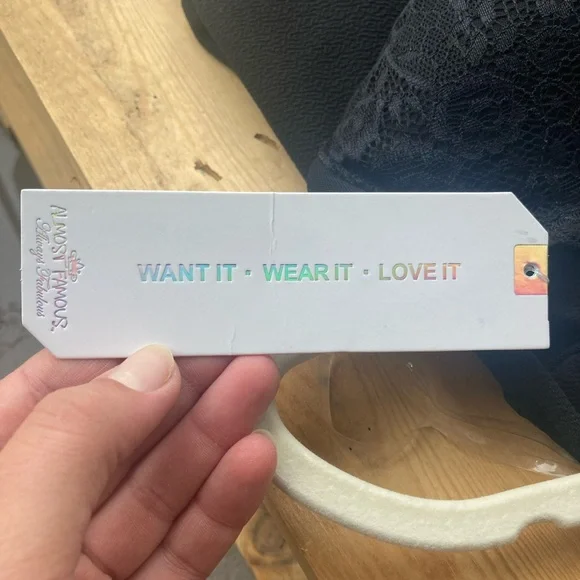 WANT IT · WEAR IT · LOVE IT
ALMOST FAMOUS.
Always Fabulous